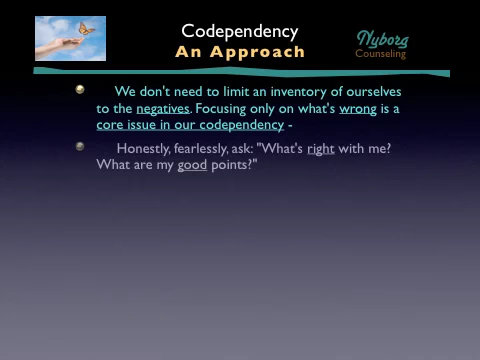 Codependency
An Approach
Nyborg
Counseling
We don't need to limit an inventory of ourselves
to the negatives. Focusing only on what's wrong is a
core issue in our codependency -
Honestly, fearlessly, ask: "What's right with me?
What are my good points?"